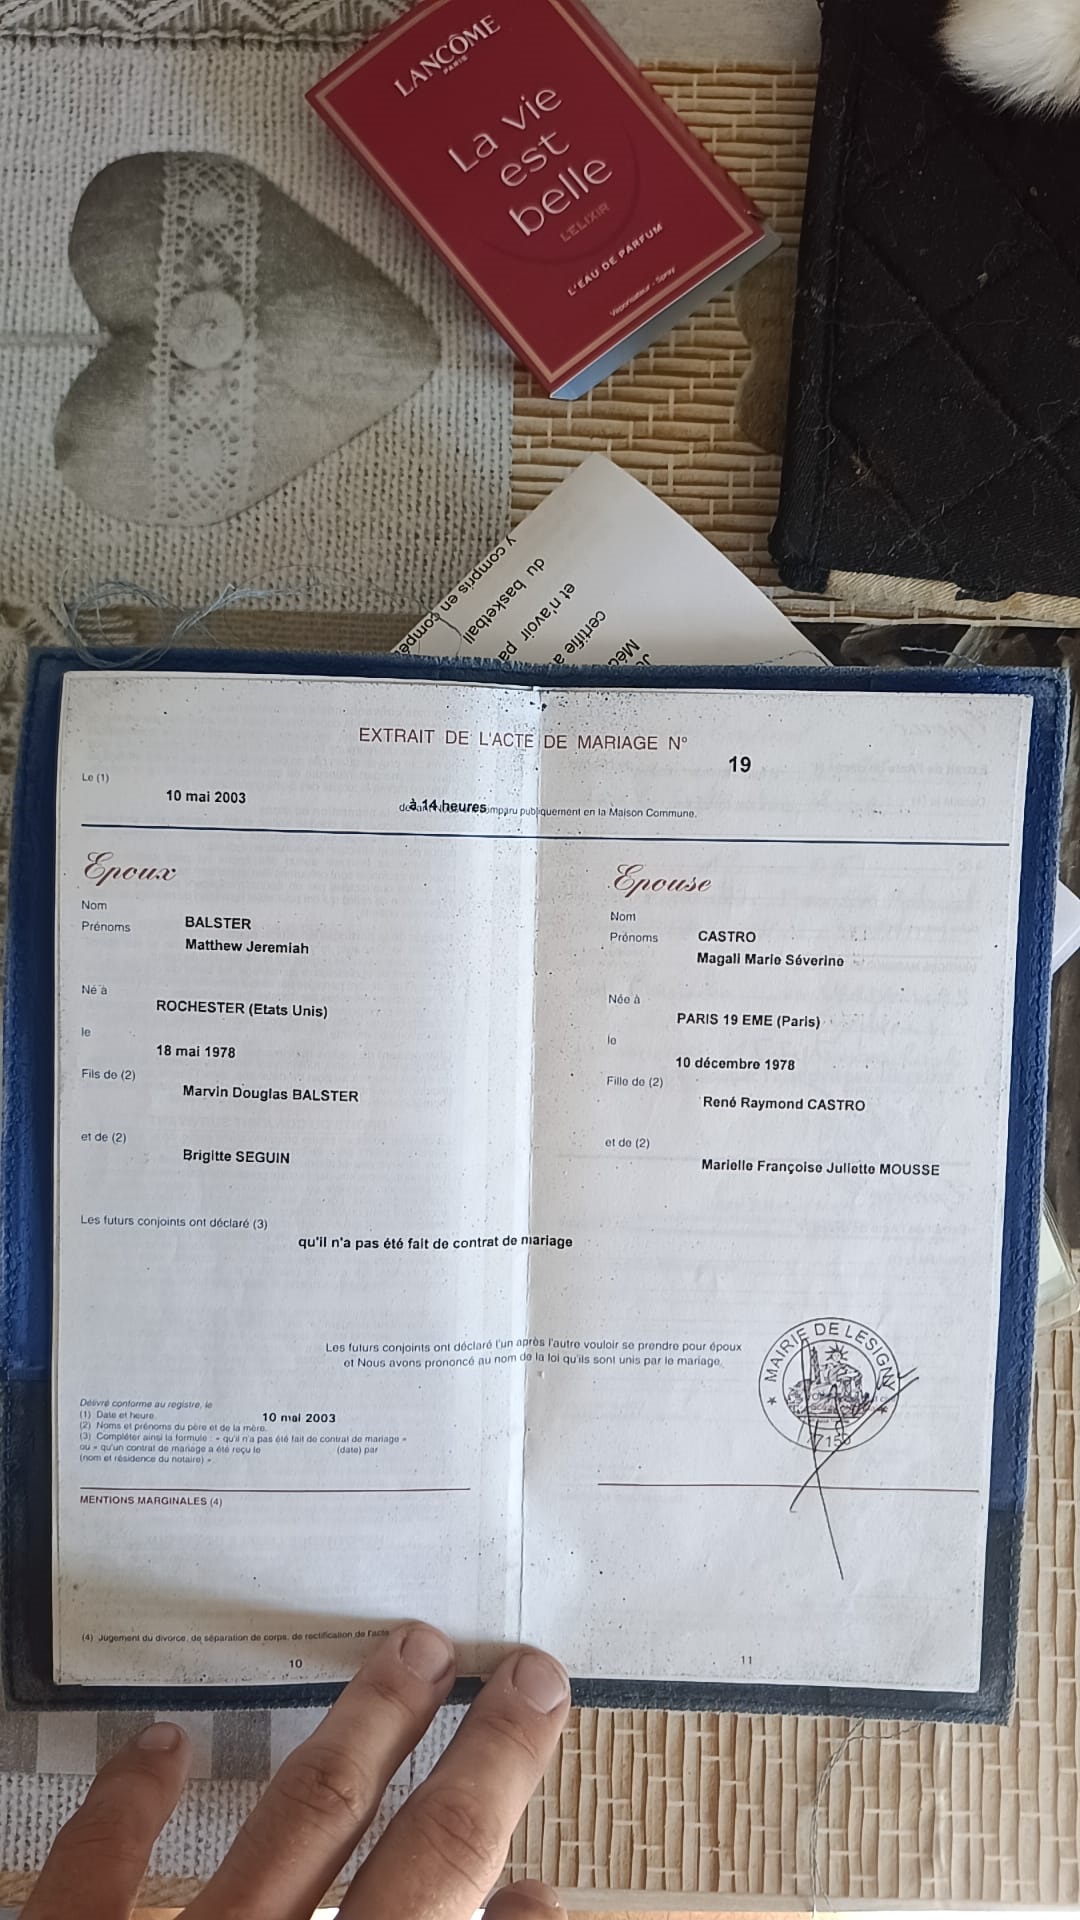 LANCÔME
PARIS
La vie
est
belle
L'ELIXIR
L'EAU DE PARFUM
Vaporisateur - Spray
y compris en compé
du basketball
et n'avoir pa
certifie a
EXTRAIT DE L'ACTE DE MARIAGE N°
19
Le (1)
10 mai 2003
à 14 heures
comparu publiquement en la Maison Commune.
Epoux
Nom
Prénoms
BALSTER
Matthew Jeremiah
Né à
ROCHESTER (Etats Unis)
le
18 mai 1978
Fils de (2)
Marvin Douglas BALSTER
et de (2)
Brigitte SEGUIN
Epouse
Nom
Prénoms
CASTRO
Magali Marie Séverine
Née à
PARIS 19 EME (Paris)
le
10 décembre 1978
Fille de (2)
René Raymond CASTRO
et de (2)
Marielle Françoise Juliette MOUSSE
Les futurs conjoints ont déclaré (3)
qu'il n'a pas été fait de contrat de mariage
Les futurs conjoints ont déclaré l'un après l'autre vouloir se prendre pour époux
et Nous avons prononcé au nom de la loi qu'ils sont unis par le mariage.
MAIRIE DE LESIGNY
77150
Délivré conforme au registre, le
(1) Date et heure.
10 mai 2003
(2) Noms et prénoms du père et de la mère.
(3) Compléter ainsi la formule : « qu'il n'a pas été fait de contrat de mariage »
ou « qu'un contrat de mariage a été reçu le (date) par
(nom et résidence du notaire) ».
MENTIONS MARGINALES (4)
(4) Jugement du divorce, de séparation de corps, de rectification de l'acte
10
11